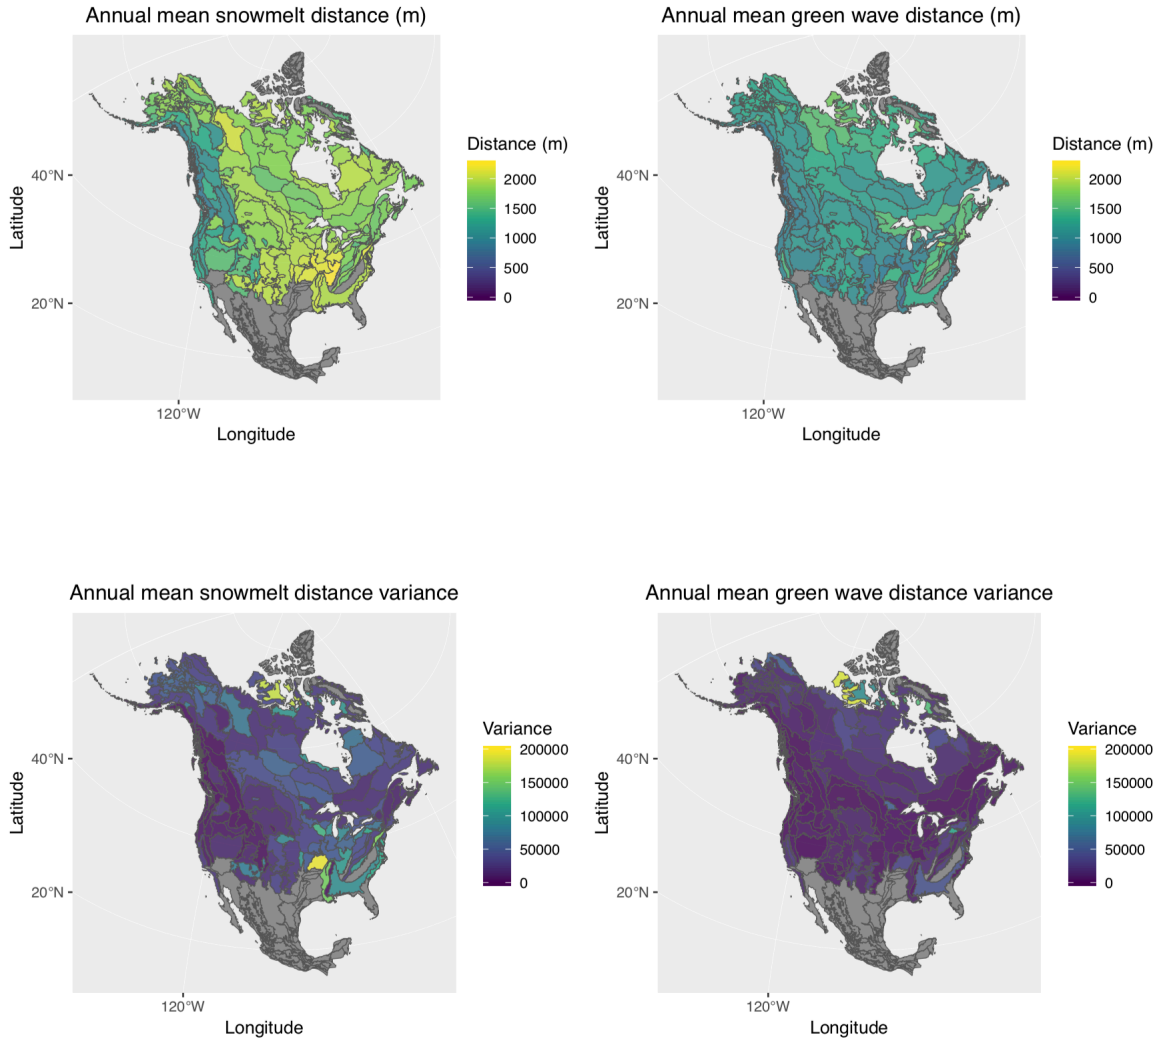 Annual mean snowmelt distance (m)
Latitude
40°N
20°N
120°W
Longitude
Distance (m)
2000
1500
1000
500
0
Annual mean green wave distance (m)
Latitude
40°N
20°N
120°W
Longitude
Distance (m)
2000
1500
1000
500
0
Annual mean snowmelt distance variance
Latitude
40°N
20°N
120°W
Longitude
Variance
200000
150000
100000
50000
0
Annual mean green wave distance variance
Latitude
40°N
20°N
120°W
Longitude
Variance
200000
150000
100000
50000
0